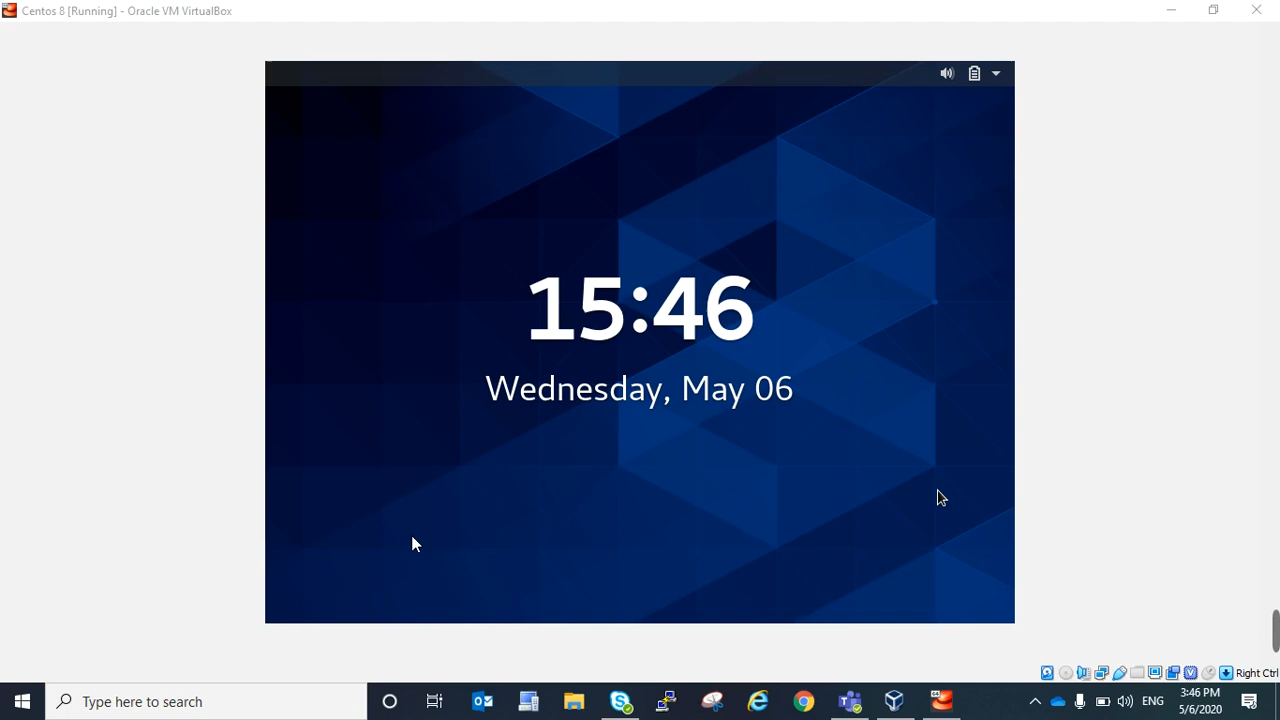 Centos 8 [Running] - Oracle VM VirtualBox
15:46
Wednesday, May 06
Right Ctrl
Type here to search
ENG
3:46 PM
5/6/2020